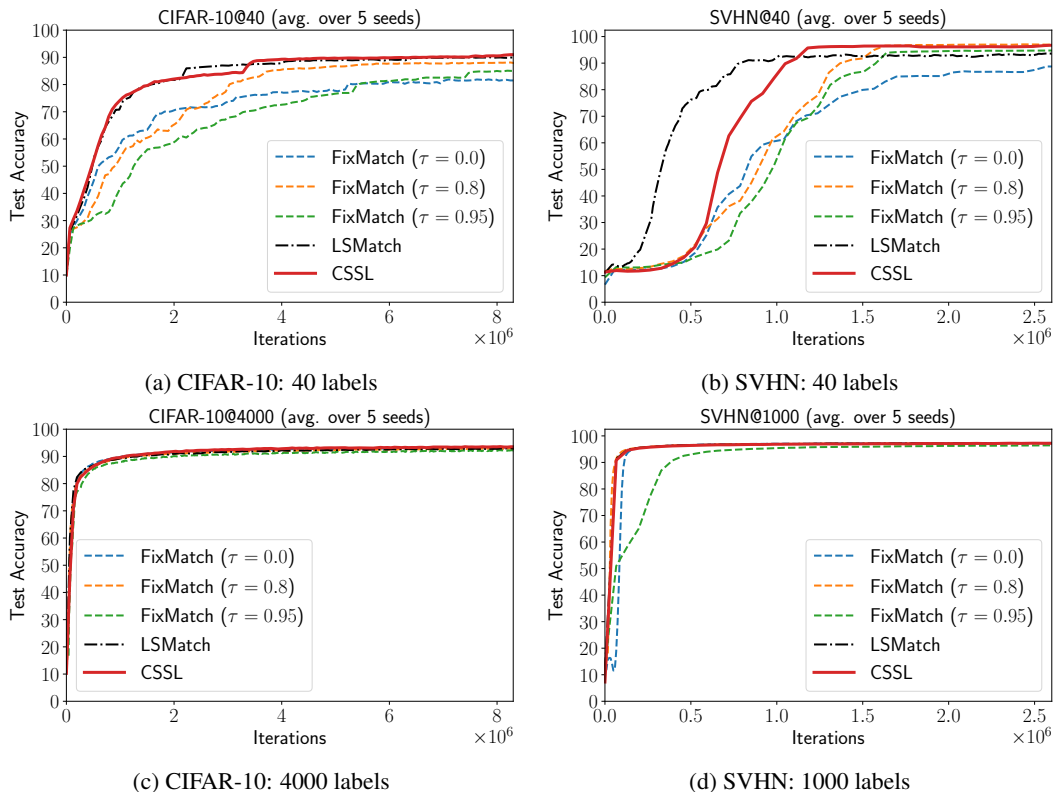 CIFAR-10@40 (avg. over 5 seeds)
100
90
80
70
60
50
40
30
20
10
0
Test Accuracy
FixMatch (τ = 0.0)
FixMatch (τ = 0.8)
FixMatch (τ = 0.95)
LSMatch
CSSL
0 2 4 6 8
Iterations
×10⁶
(a) CIFAR-10: 40 labels
SVHN@40 (avg. over 5 seeds)
100
90
80
70
60
50
40
30
20
10
0
Test Accuracy
FixMatch (τ = 0.0)
FixMatch (τ = 0.8)
FixMatch (τ = 0.95)
LSMatch
CSSL
0.0 0.5 1.0 1.5 2.0 2.5
Iterations
×10⁶
(b) SVHN: 40 labels
CIFAR-10@4000 (avg. over 5 seeds)
100
90
80
70
60
50
40
30
20
10
0
Test Accuracy
FixMatch (τ = 0.0)
FixMatch (τ = 0.8)
FixMatch (τ = 0.95)
LSMatch
CSSL
0 2 4 6 8
Iterations
×10⁶
(c) CIFAR-10: 4000 labels
SVHN@1000 (avg. over 5 seeds)
100
90
80
70
60
50
40
30
20
10
0
Test Accuracy
FixMatch (τ = 0.0)
FixMatch (τ = 0.8)
FixMatch (τ = 0.95)
LSMatch
CSSL
0.0 0.5 1.0 1.5 2.0 2.5
Iterations
×10⁶
(d) SVHN: 1000 labels